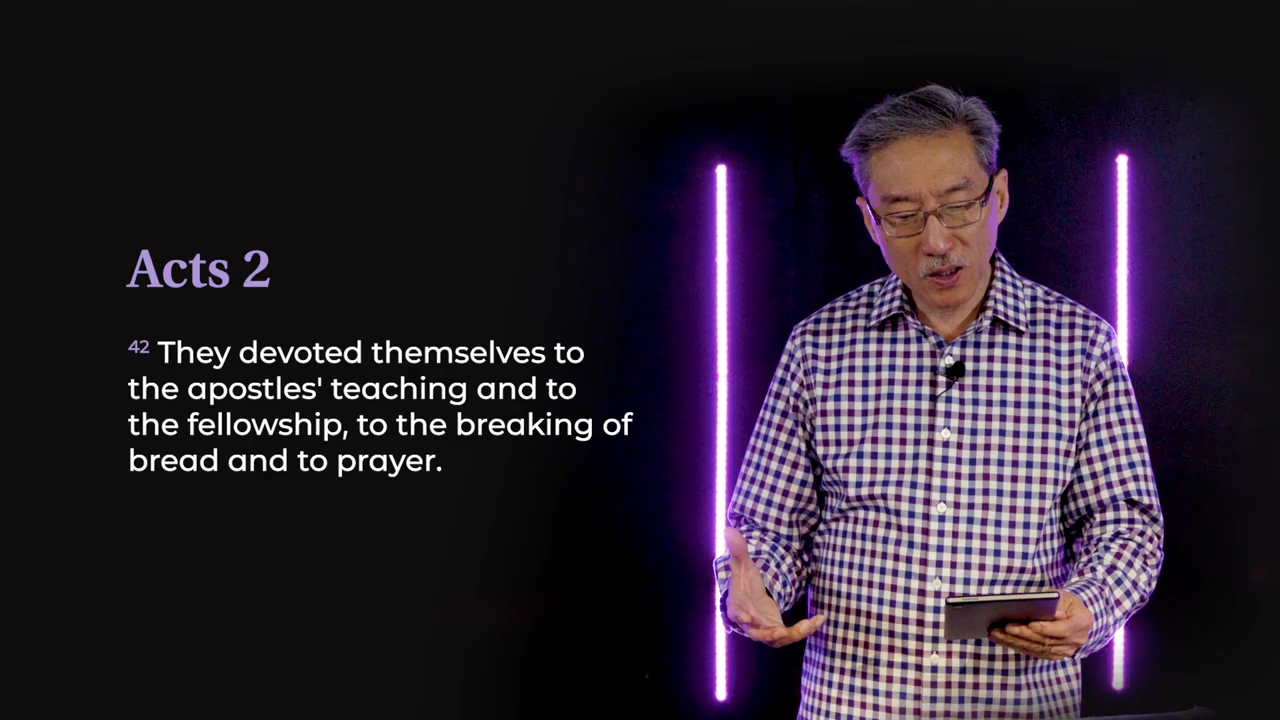 Acts 2
42 They devoted themselves to
the apostles' teaching and to
the fellowship, to the breaking of
bread and to prayer.